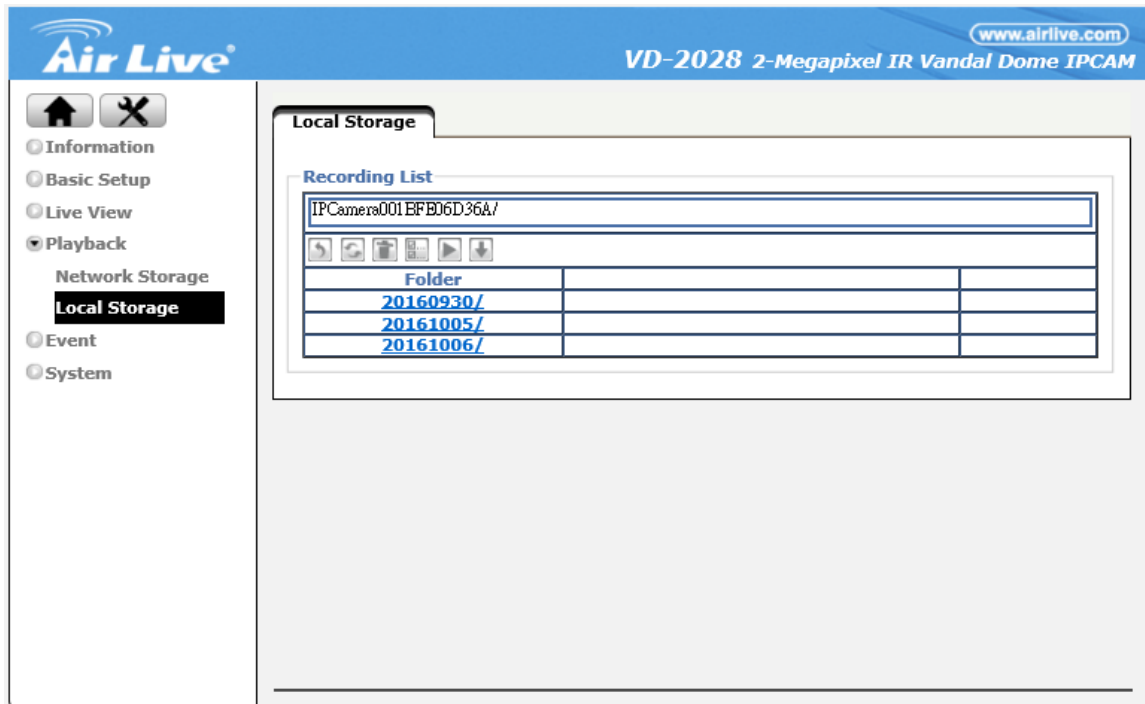 Air Live®
www.airlive.com
VD-2028 2-Megapixel IR Vandal Dome IPCAM
Information
Basic Setup
Live View
Playback
Network Storage
Local Storage
Event
System
Local Storage
Recording List
IPCamera001EFE06D36A/
Folder
20160930/
20161005/
20161006/